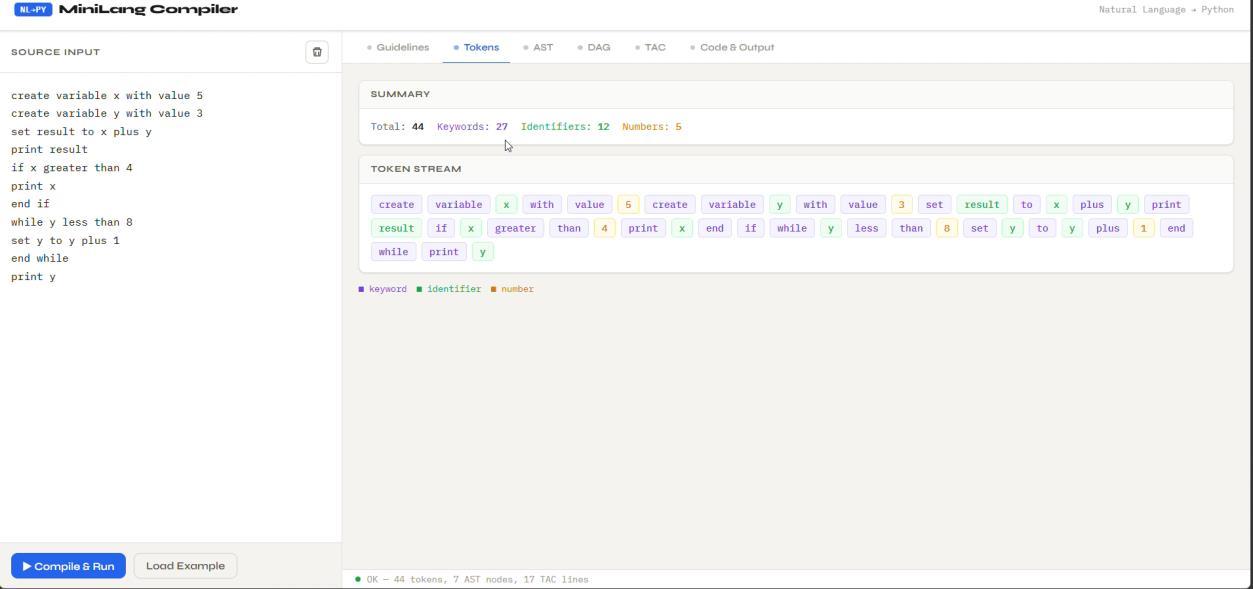 NL→PY MiniLang Compiler
Natural Language → Python
SOURCE INPUT
create variable x with value 5
create variable y with value 3
set result to x plus y
print result
if x greater than 4
print x
end if
while y less than 8
set y to y plus 1
end while
print y
▶ Compile & Run
Load Example
Guidelines Tokens AST DAG TAC Code & Output
SUMMARY
Total: 44 Keywords: 27 Identifiers: 12 Numbers: 5
TOKEN STREAM
create variable x with value 5 create variable y with value 3 set result to x plus y print
result if x greater than 4 print x end if while y less than 8 set y to y plus 1 end
while print y
keyword identifier number
OK — 44 tokens, 7 AST nodes, 17 TAC lines